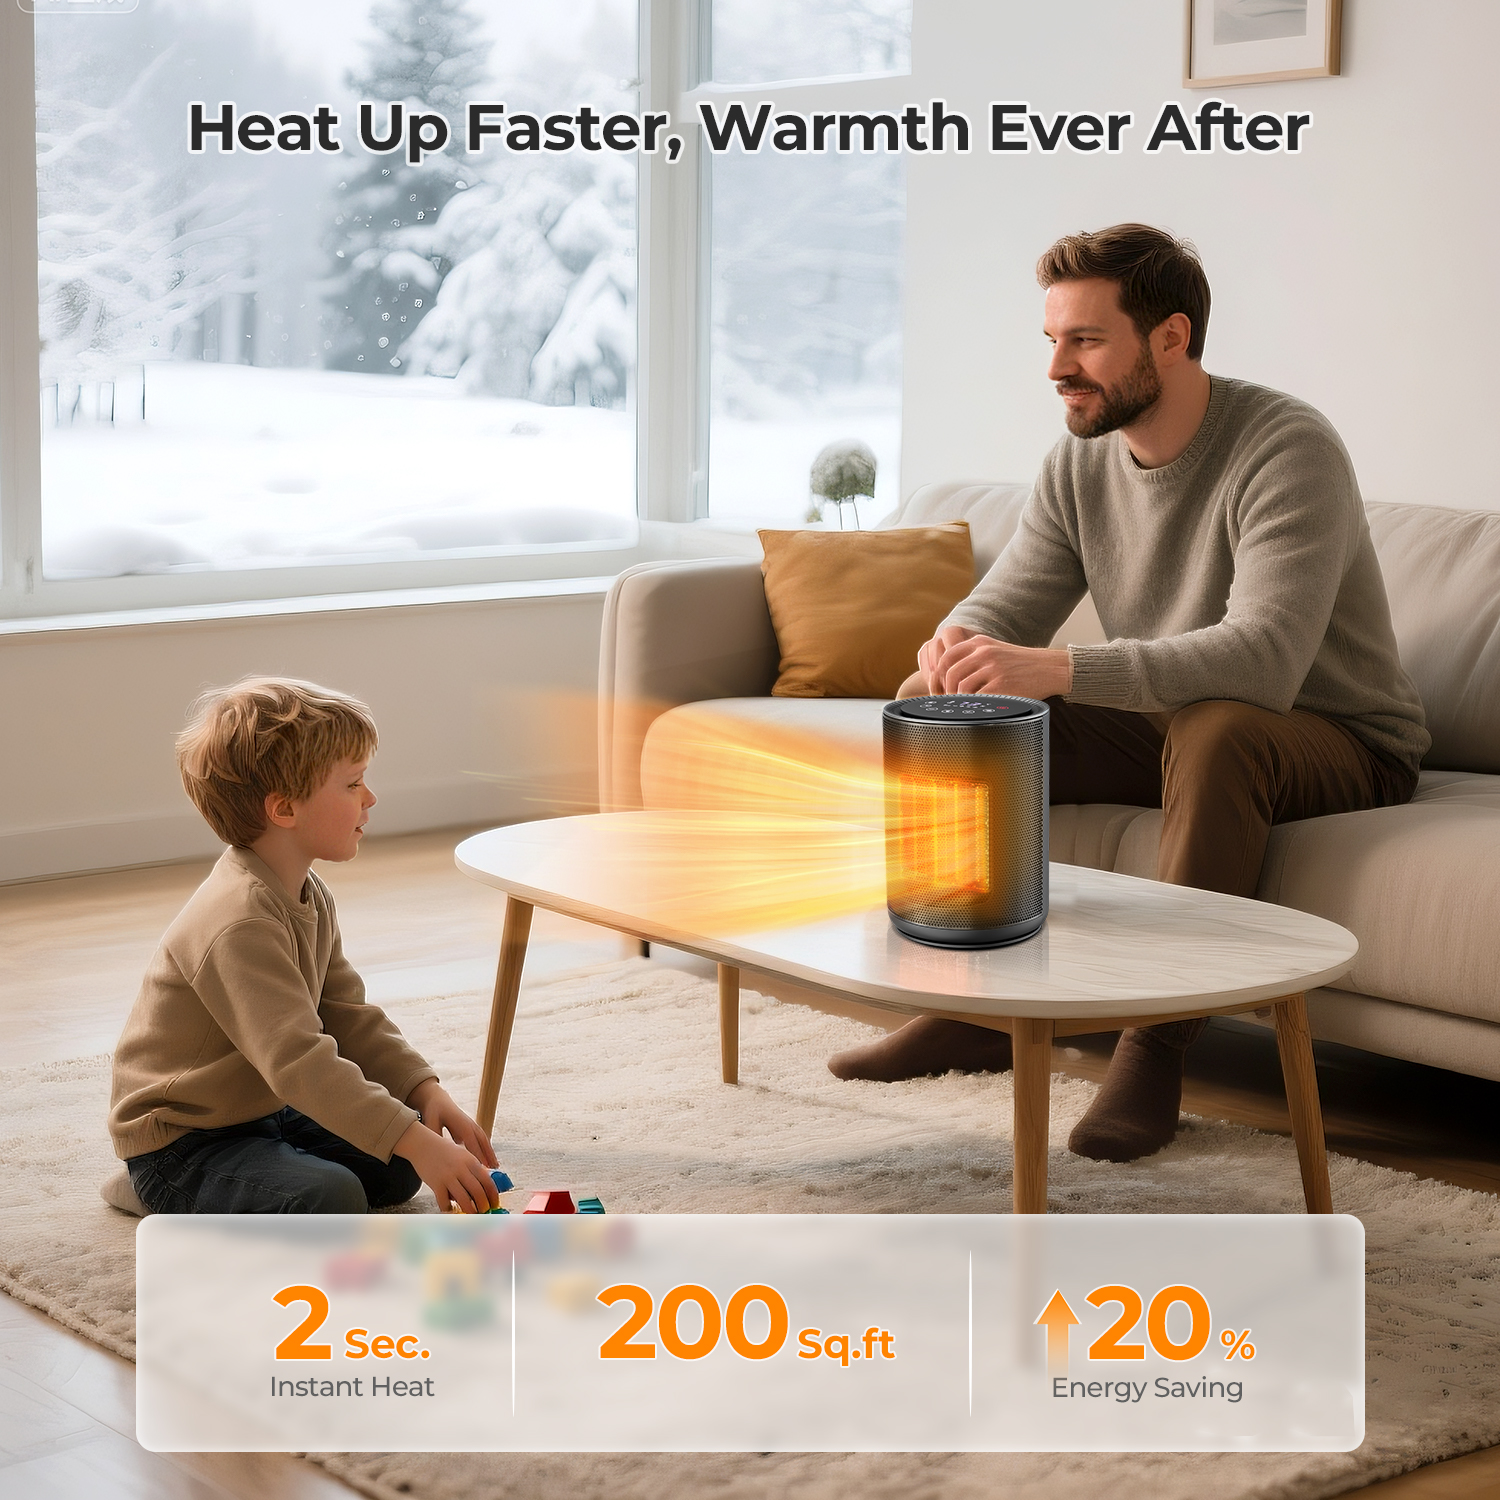 Heat Up Faster, Warmth Ever After
2 Sec.
Instant Heat
200 Sq.ft
20 %
Energy Saving